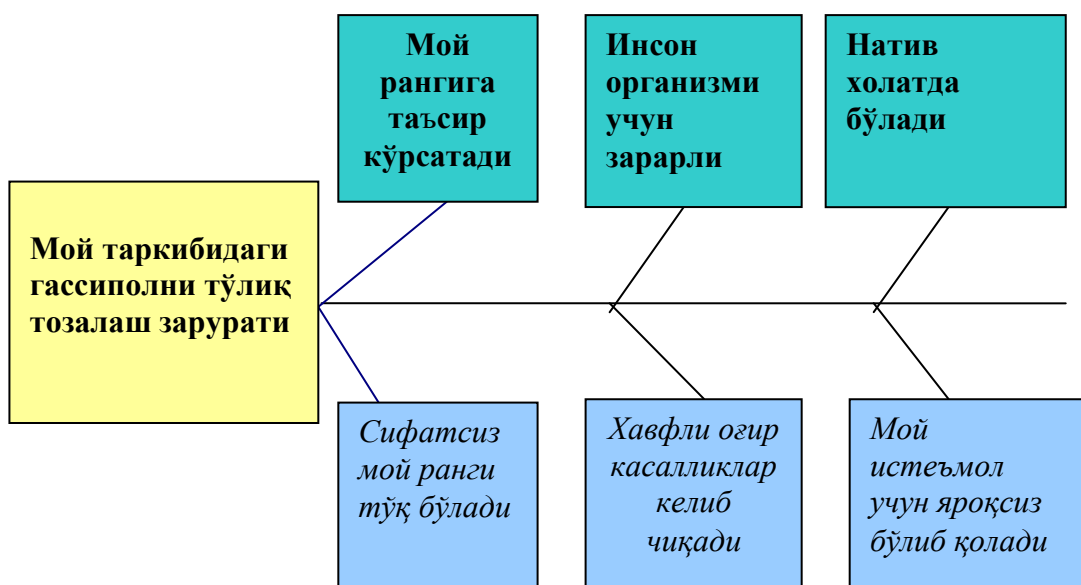 Мой
рангига
таъсир
кўрсатади
Инсон
организми
учун
зарарли
Натив
холатда
бўлади
Мой таркибидаги
гассиполни тўлиқ
тозалаш зарурати
Сифатсиз
мой ранги
тўқ бўлади
Хавфли оғир
касалликлар
келиб
чиқади
Мой
истеъмол
учун яроқсиз
бўлиб қолади